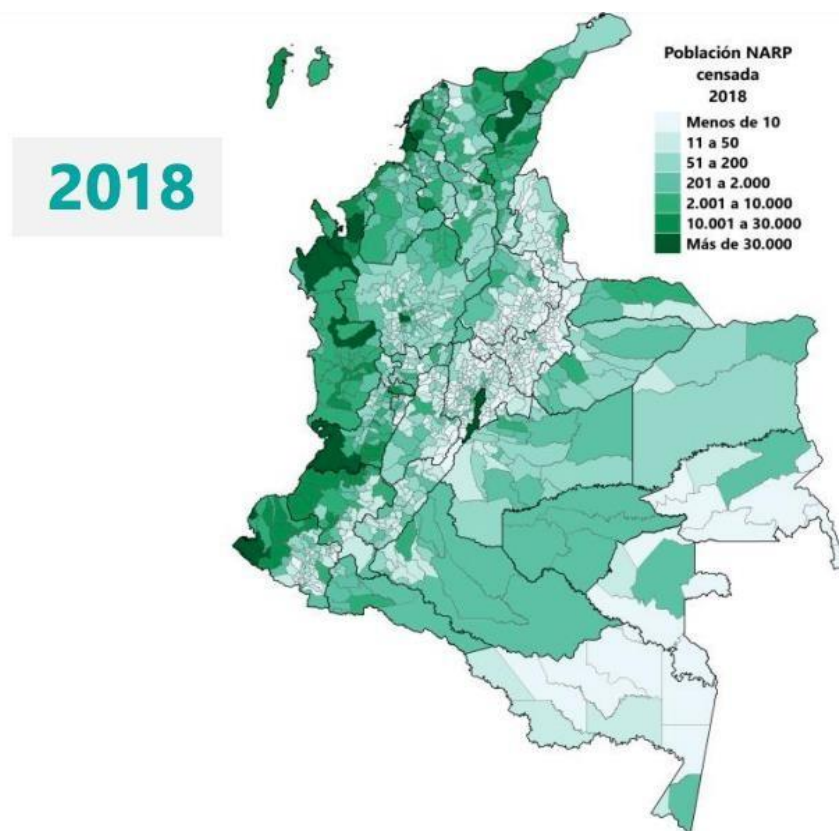 2018
Población NARP
censada
2018
Menos de 10
11 a 50
51 a 200
201 a 2.000
2.001 a 10.000
10.001 a 30.000
Más de 30.000